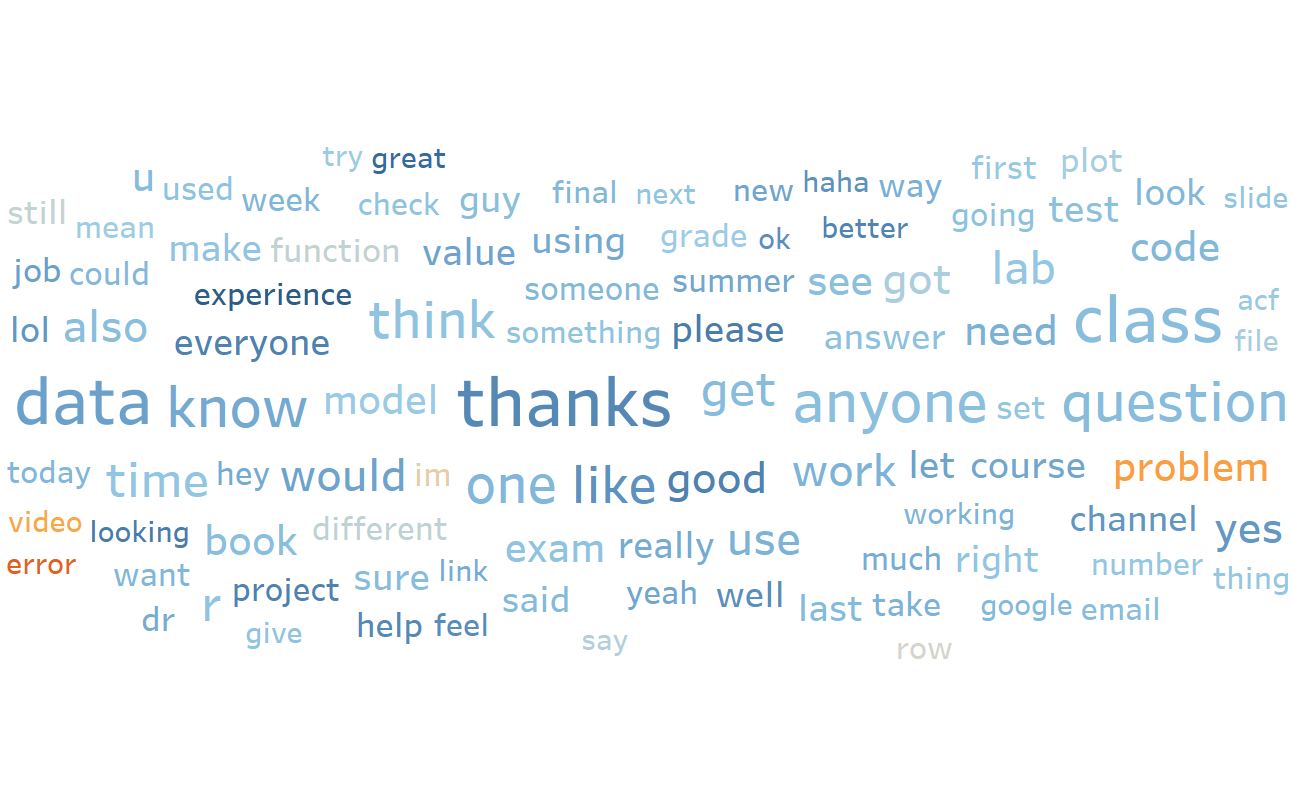 try great
u used week check guy final next new haha way first plot
still mean look slide
make function value using grade ok better going test code
job could experience someone summer see got lab
lol also everyone think something please answer need class acf
file
data know model thanks get anyone set question
today time hey would im one like good work let course problem
video looking book different exam really use working channel yes
error want project sure link much right number thing
dr r give help feel said yeah well last take google email
say row